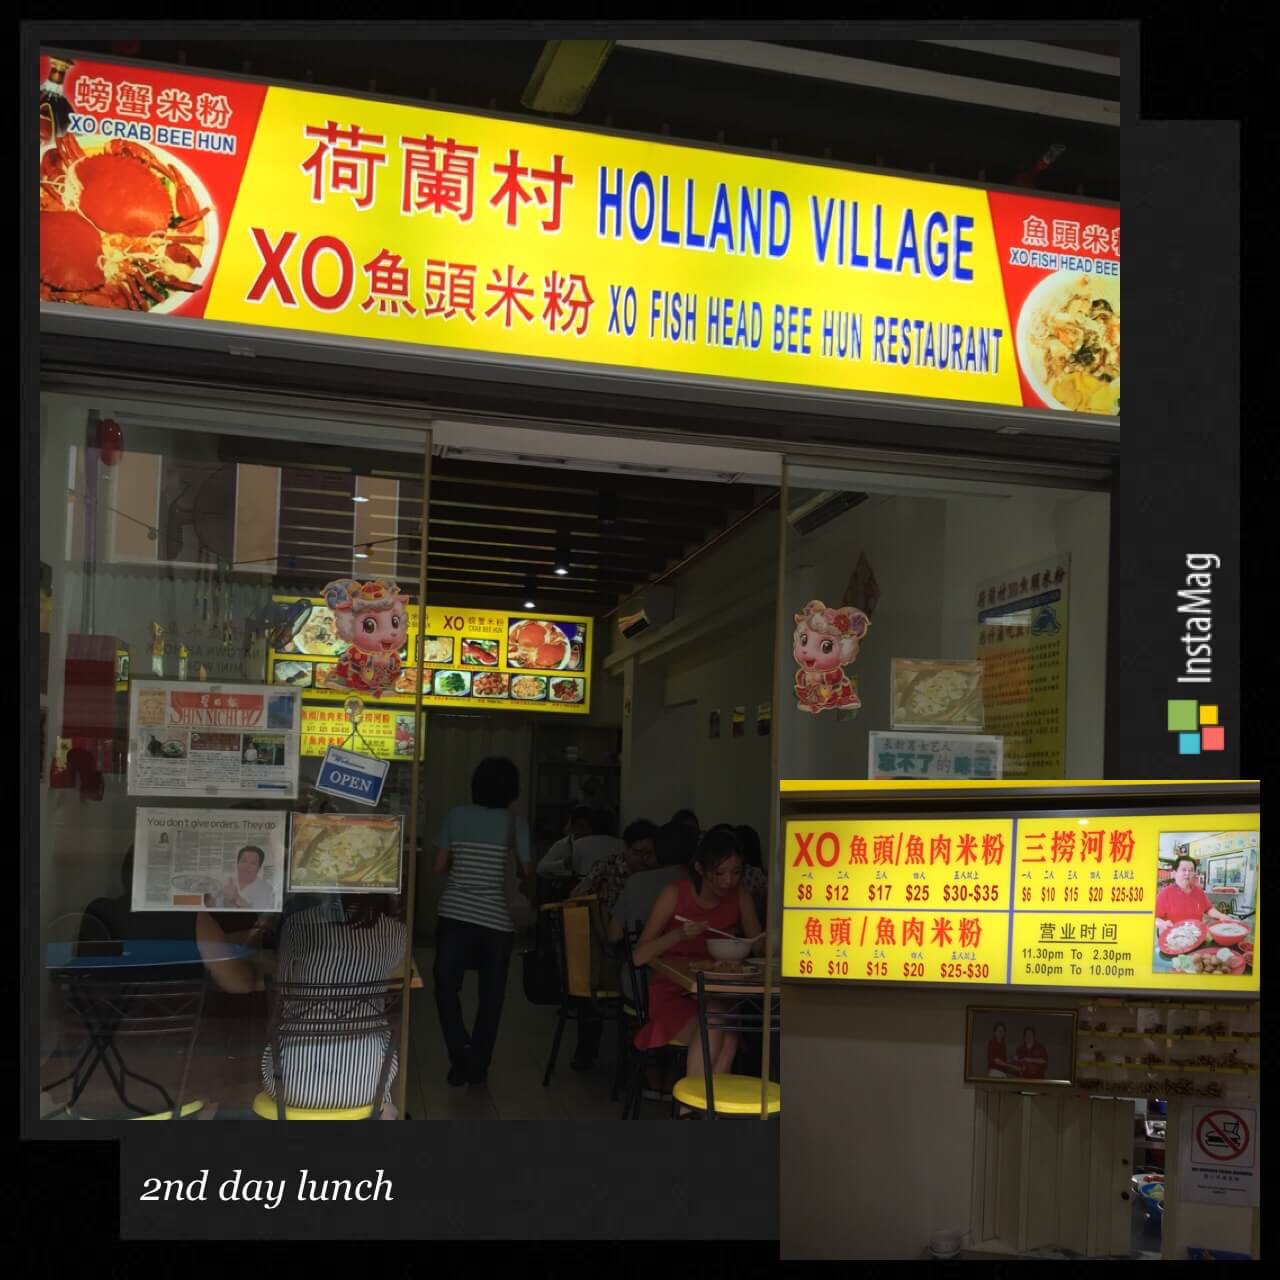 螃蟹米粉
XO CRAB BEE HUN
荷蘭村 HOLLAND VILLAGE
XO魚頭米粉 XO FISH HEAD BEE HUN RESTAURANT
魚頭米粉
XO FISH HEAD BEE
XO 螃蟹米粉
CRAB BEE HUN
SHIN NICHI
OPEN
You don't give orders. They do
忘不了的
XO 魚頭/魚肉米粉
一人 二人 三人 四人 五人以上
$8 $12 $17 $25 $30-$35
三撈河粉
一人 二人 三人 四人 五人以上
$6 $10 $15 $20 $25-$30
魚頭/魚肉米粉
一人 二人 三人 四人 五人以上
$6 $10 $15 $20 $25-$30
营业时间
11.30pm To 2.30pm
5.00pm To 10.00pm
InstaMag
2nd day lunch